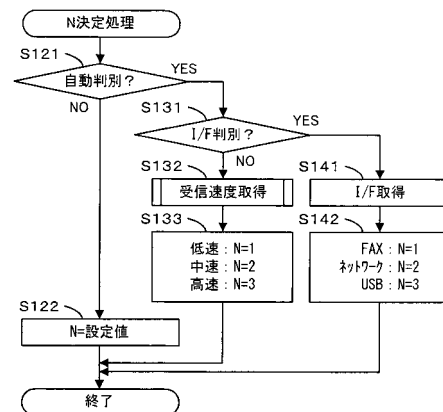 N決定処理
S121
自動判別?
YES
NO
S131
I/F判別?
YES
NO
S132
受信速度取得
S141
I/F取得
S133
低速:N=1
中速:N=2
高速:N=3
S142
FAX:N=1
ネットワーク:N=2
USB:N=3
S122
N=設定値
終了